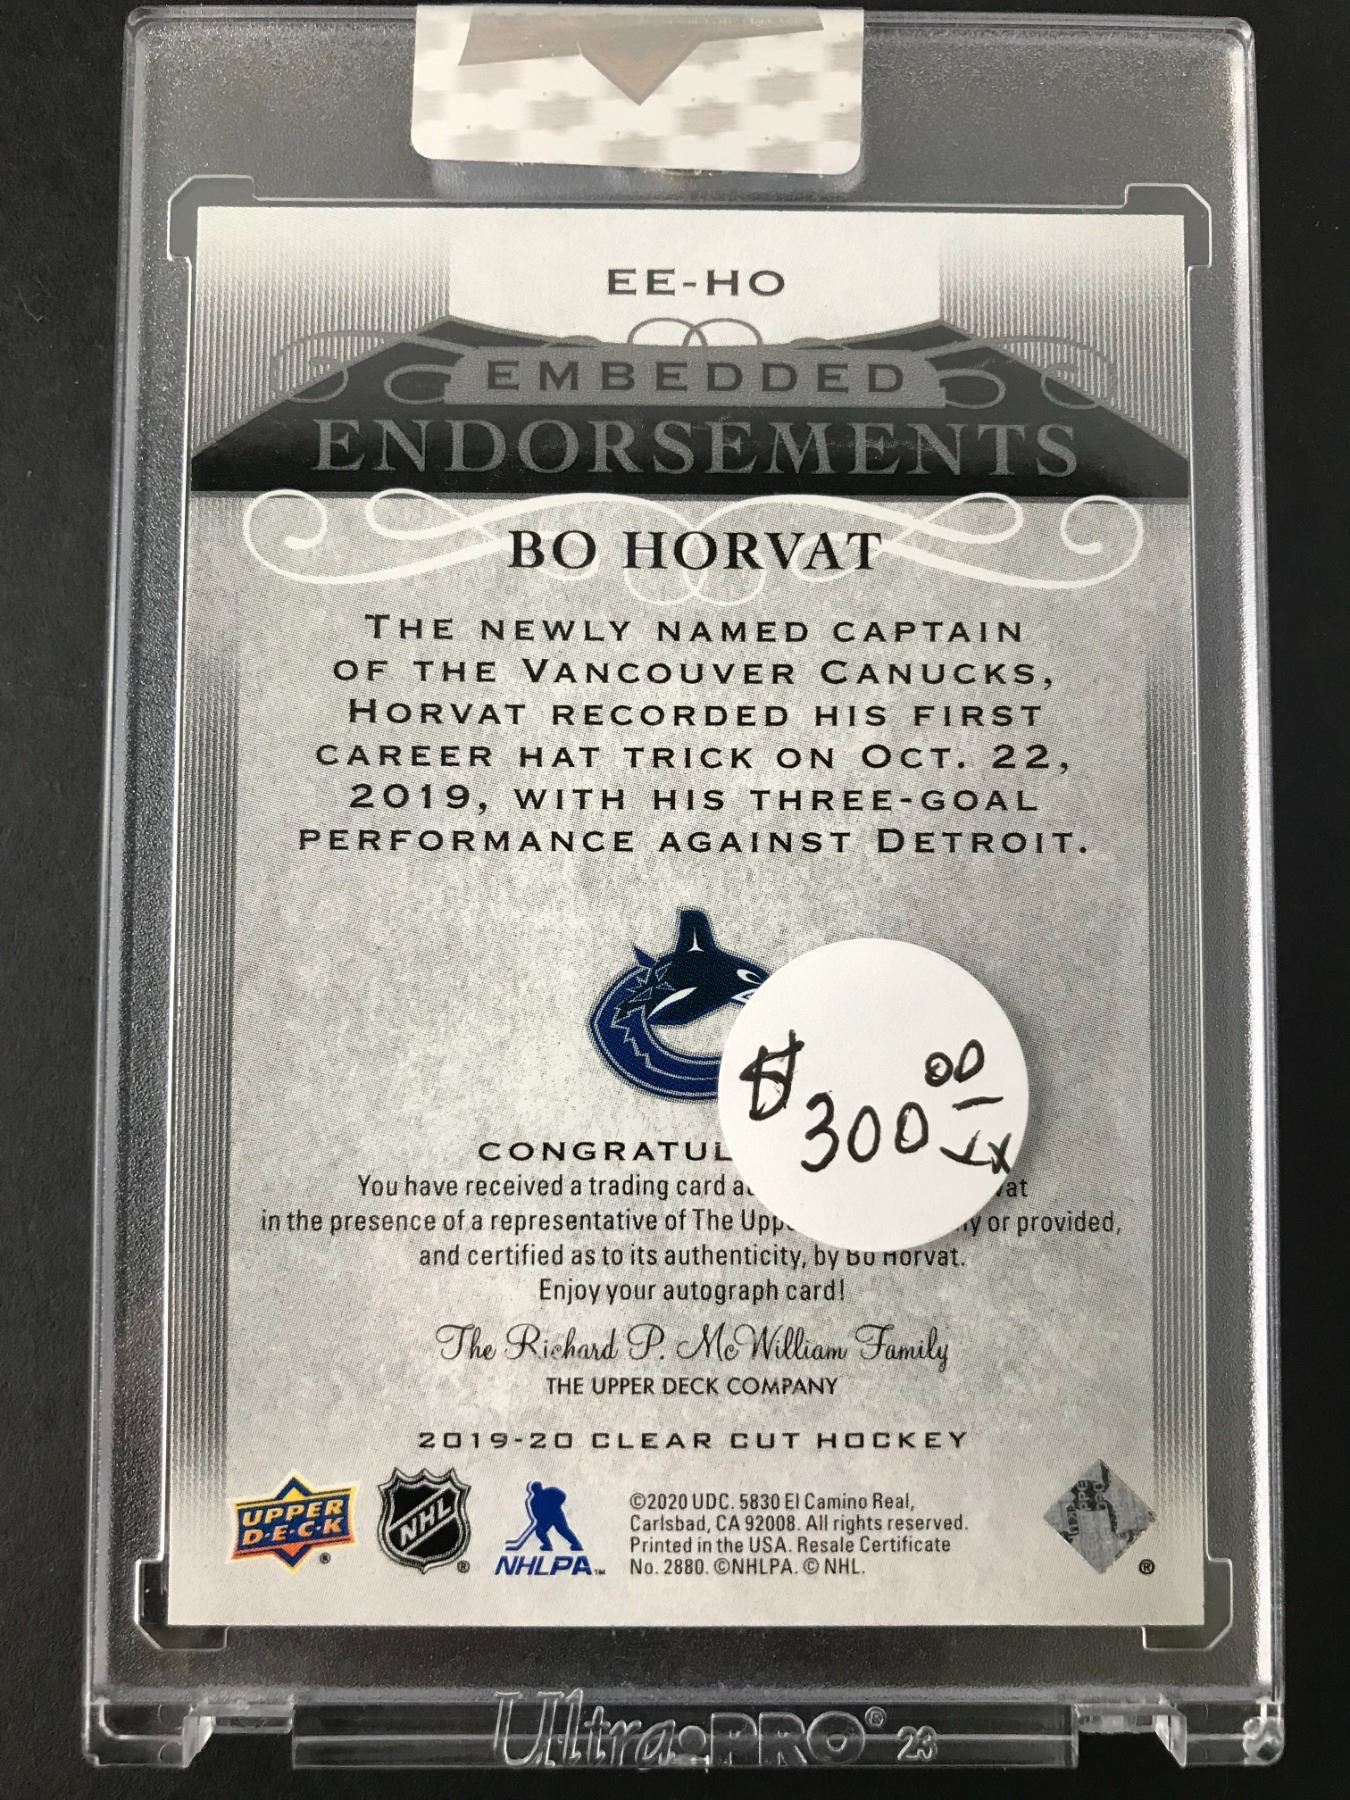 EE-HO
EMBEDDED
ENDORSEMENTS
BO HORVAT
THE NEWLY NAMED CAPTAIN
OF THE VANCOUVER CANUCKS,
HORVAT RECORDED HIS FIRST
CAREER HAT TRICK ON OCT. 22,
2019, WITH HIS THREE-GOAL
PERFORMANCE AGAINST DETROIT.
$300.00
CONGRATUL
You have received a trading card a vat
in the presence of a representative of The Upp y or provided,
and certified as to its authenticity, by Bo Horvat.
Enjoy your autograph card!
The Richard P. McWilliam Family
THE UPPER DECK COMPANY
2019-20 CLEAR CUT HOCKEY
UPPER
D·E·C·K ®
NHL ®
NHLPA™
©2020 UDC. 5830 El Camino Real,
Carlsbad, CA 92008. All rights reserved.
Printed in the USA. Resale Certificate
No. 2880. ©NHLPA. © NHL.
®
Ultra·PRO® 23